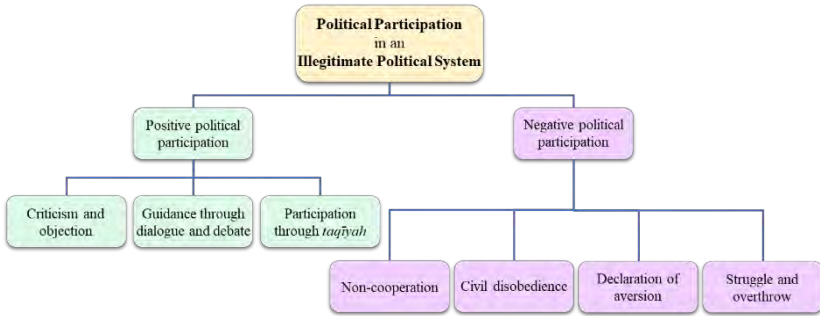 Political Participation
in an
Illegitimate Political System
Positive political
participation
Negative political
participation
Criticism and
objection
Guidance through
dialogue and debate
Participation
through taqīyah
Non-cooperation
Civil disobedience
Declaration of
aversion
Struggle and
overthrow